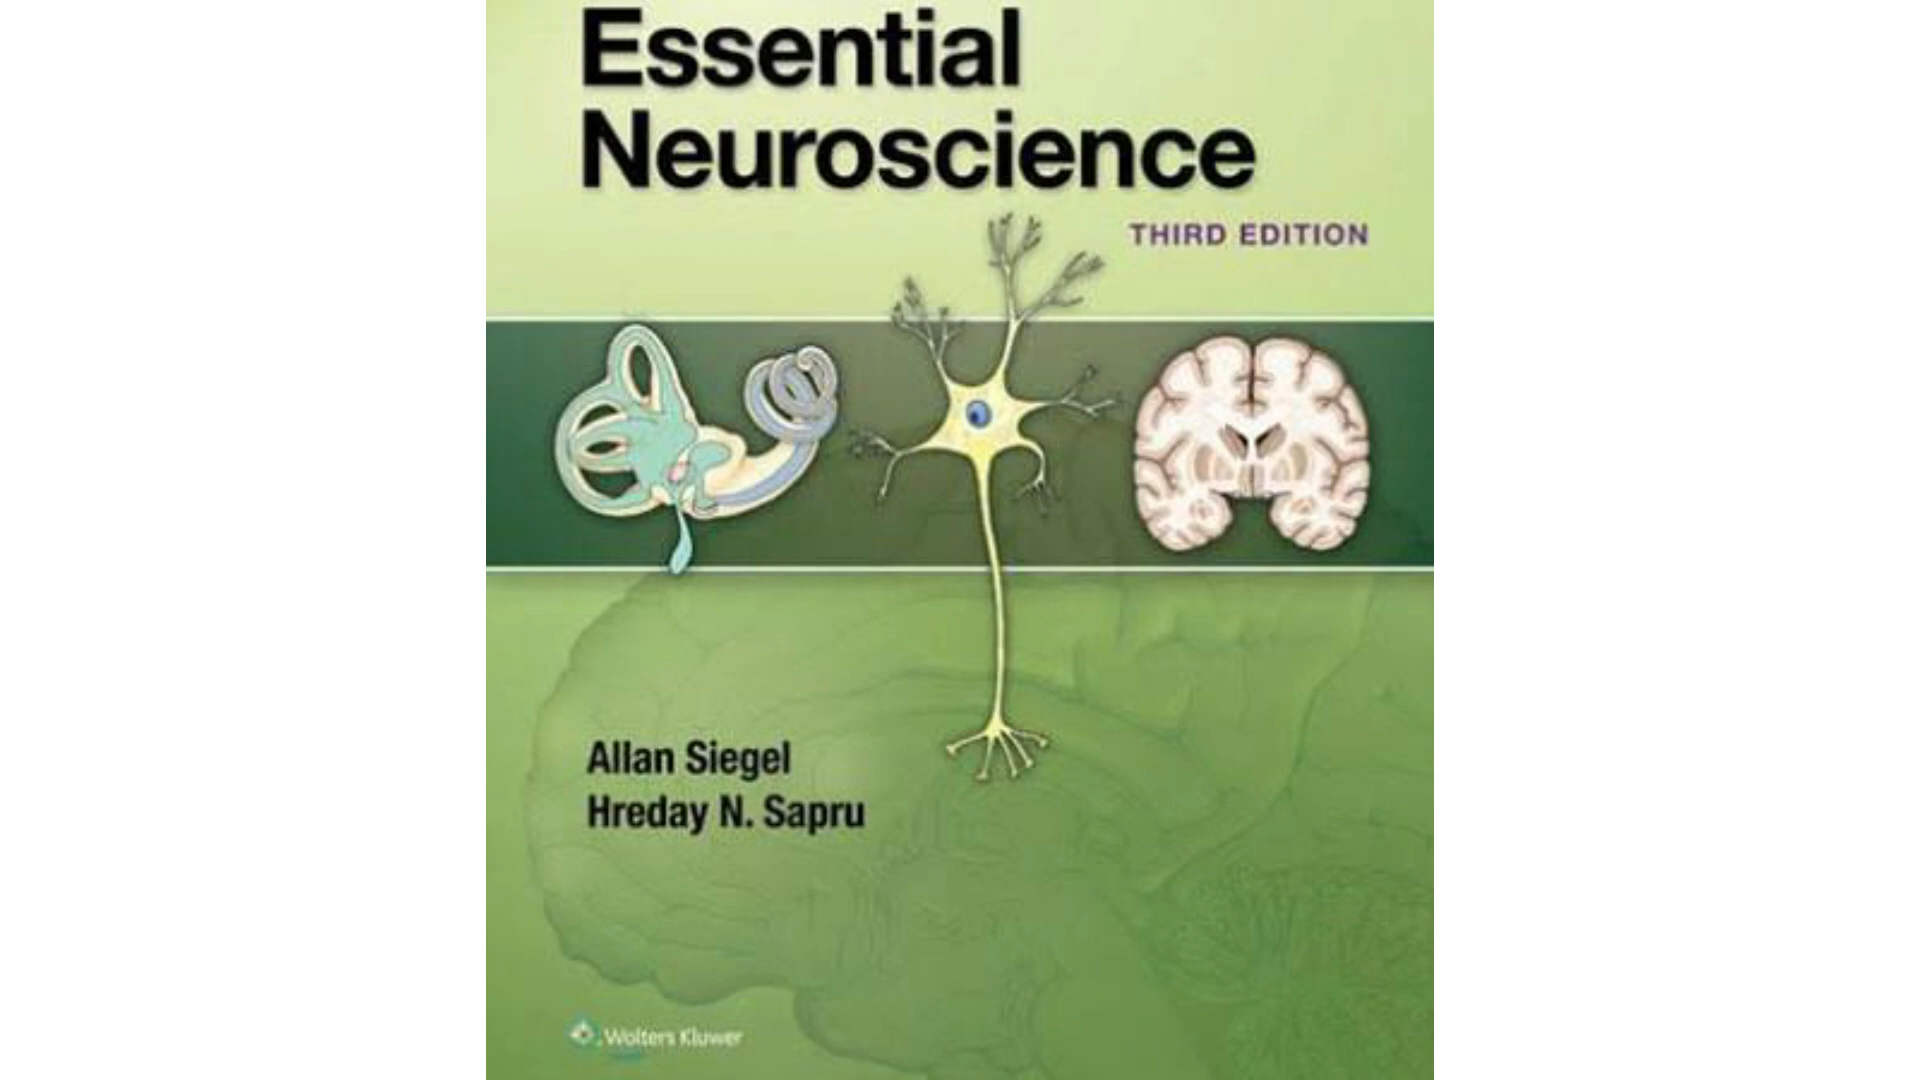 Essential
Neuroscience
THIRD EDITION
Allan Siegel
Hreday N. Sapru
Wolters Kluwer